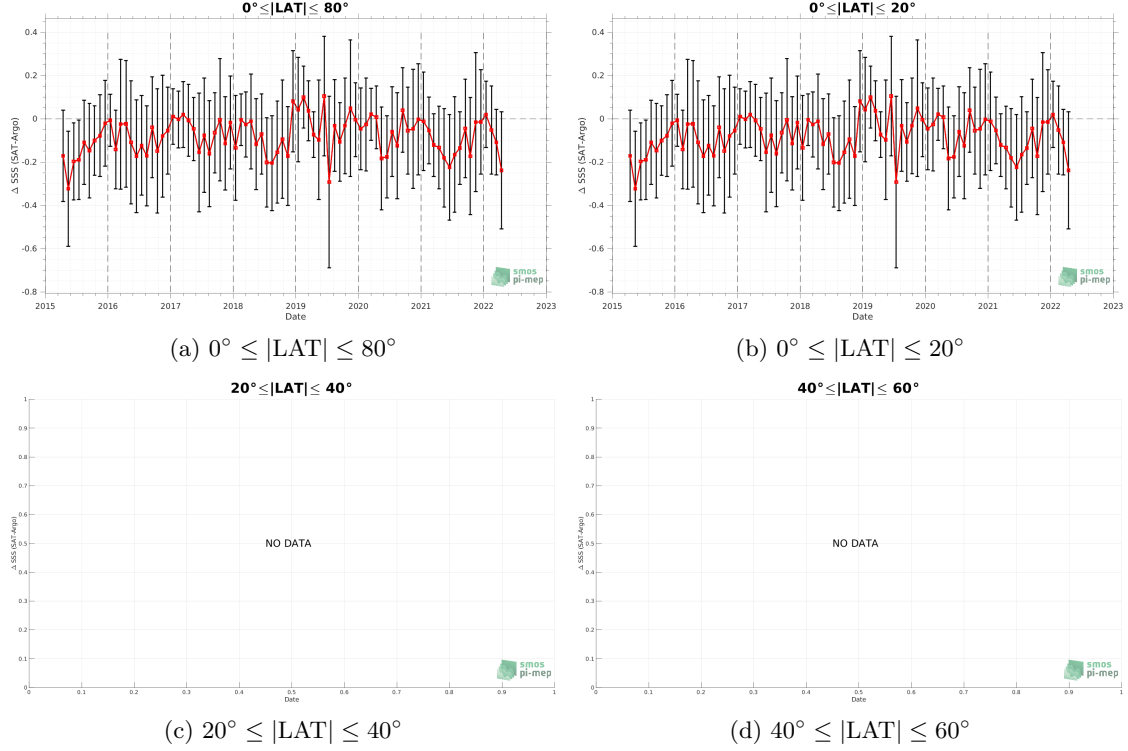 0°≤|LAT|≤ 80°
0.4
0.2
0
-0.2
-0.4
-0.6
-0.8
Δ SSS (SAT-Argo)
smos
pi-mep
2015 2016 2017 2018 2019 2020 2021 2022 2023
Date
(a) 0° ≤ |LAT| ≤ 80°
0°≤|LAT|≤ 20°
0.4
0.2
0
-0.2
-0.4
-0.6
-0.8
Δ SSS (SAT-Argo)
smos
pi-mep
2015 2016 2017 2018 2019 2020 2021 2022 2023
Date
(b) 0° ≤ |LAT| ≤ 20°
20°≤|LAT|≤ 40°
1
0.9
0.8
0.7
0.6
0.5
0.4
0.3
0.2
0.1
0
Δ SSS (SAT-Argo)
NO DATA
smos
pi-mep
0 0.1 0.2 0.3 0.4 0.5 0.6 0.7 0.8 0.9 1
Date
(c) 20° ≤ |LAT| ≤ 40°
40°≤|LAT|≤ 60°
1
0.9
0.8
0.7
0.6
0.5
0.4
0.3
0.2
0.1
0
Δ SSS (SAT-Argo)
NO DATA
smos
pi-mep
0 0.1 0.2 0.3 0.4 0.5 0.6 0.7 0.8 0.9 1
Date
(d) 40° ≤ |LAT| ≤ 60°